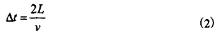 Δt = 2L/v (2)